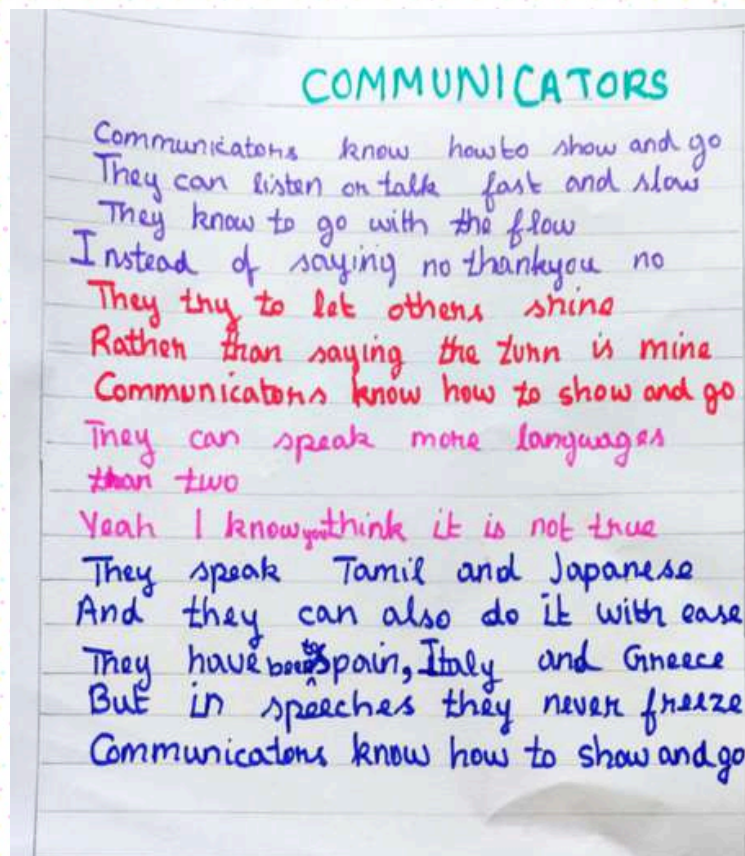 COMMUNICATORS
Communicators know how to show and go
They can listen or talk fast and slow
They know to go with the flow
Instead of saying no thankyou no
They try to let others shine
Rather than saying the turn is mine
Communicators know how to show and go
They can speak more languages
than two
Yeah I know you think it is not true
They speak Tamil and Japanese
And they can also do it with ease
They have been to Spain, Italy and Greece
But in speeches they never freeze
Communicators know how to show and go